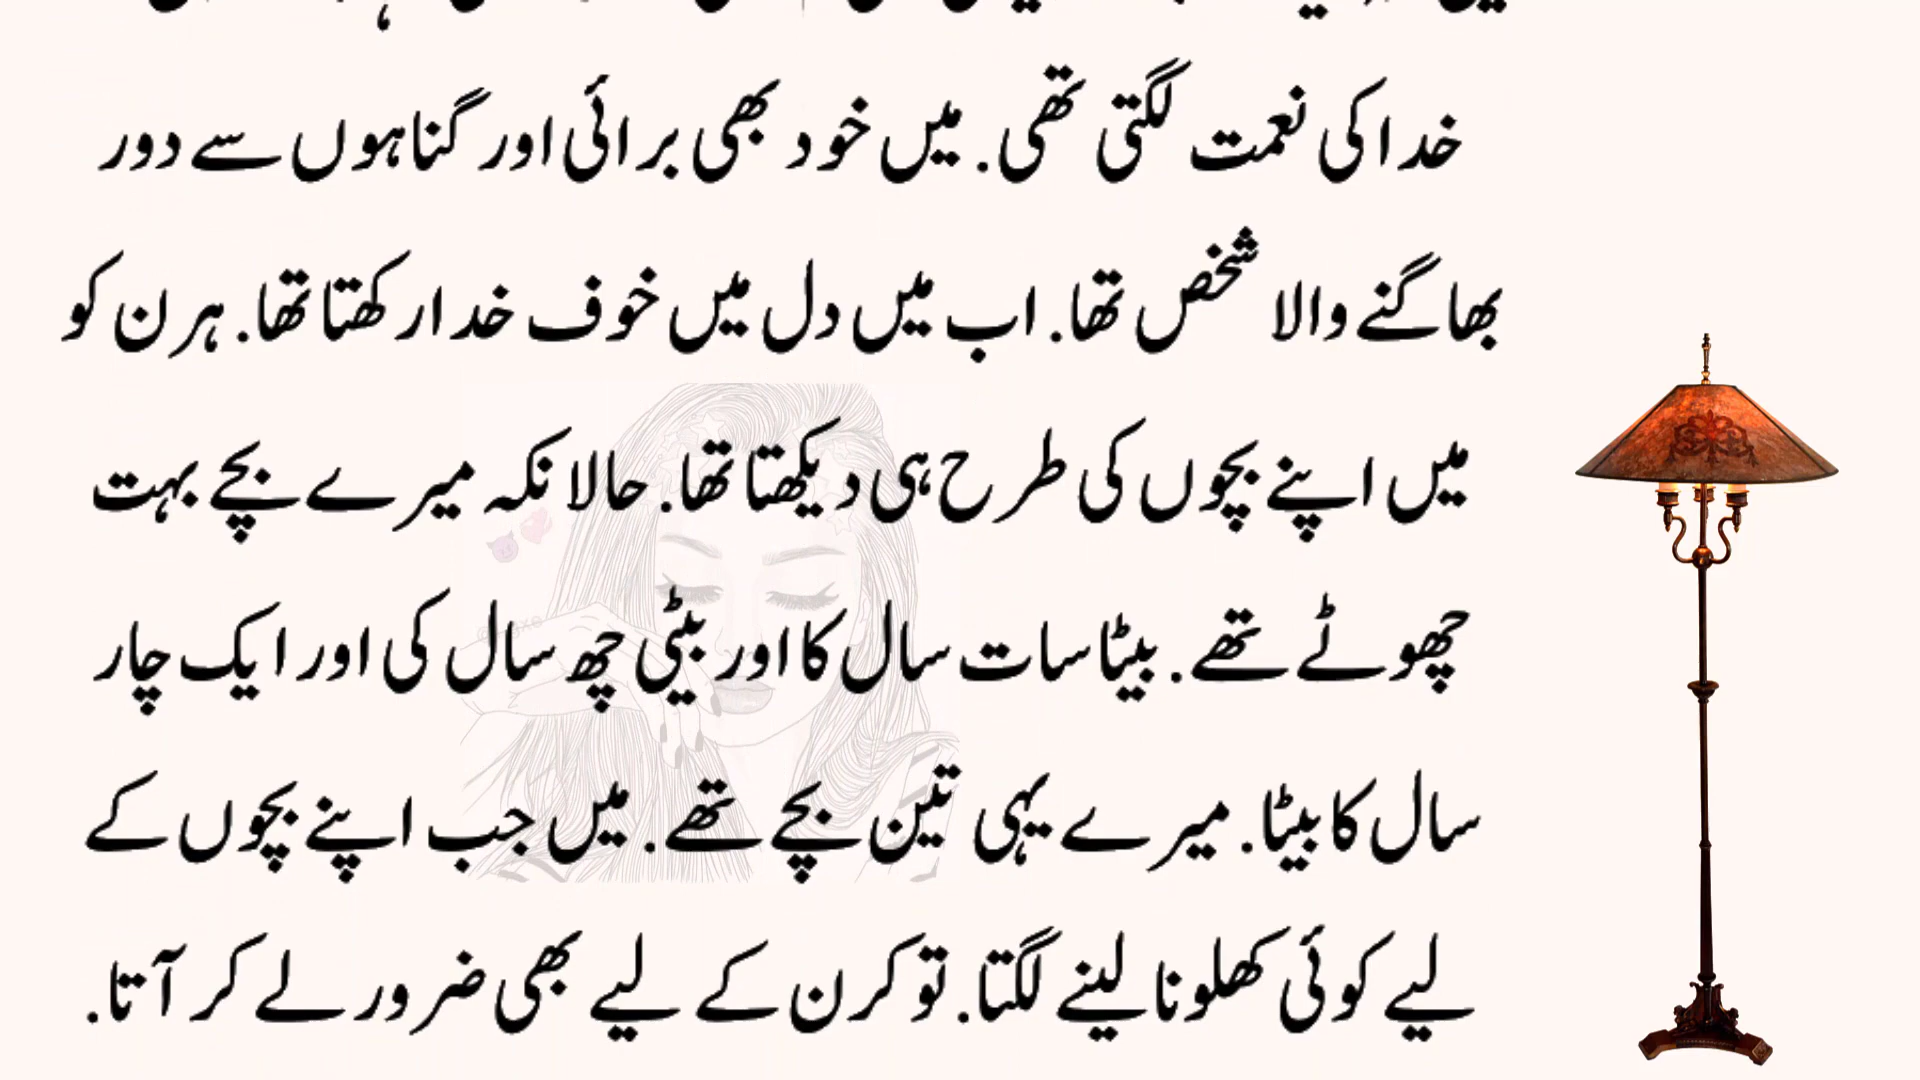 خدا کی نعمت لگتی تھی. میں خود بھی برائی اور گناہوں سے دور
بھاگنے والا شخص تھا. اب میں دل میں خوف خدا رکھتا تھا. ہرن کو
میں اپنے بچوں کی طرح ہی دیکھتا تھا. حالانکہ میرے بچے بہت
چھوٹے تھے. بیٹا سات سال کا اور بیٹی چھ سال کی اور ایک چار
سال کا بیٹا. میرے یہی تین بچے تھے. میں جب اپنے بچوں کے
لیے کوئی کھلونا لینے لگتا. تو کرن کے لیے بھی ضرور لے کر آتا.